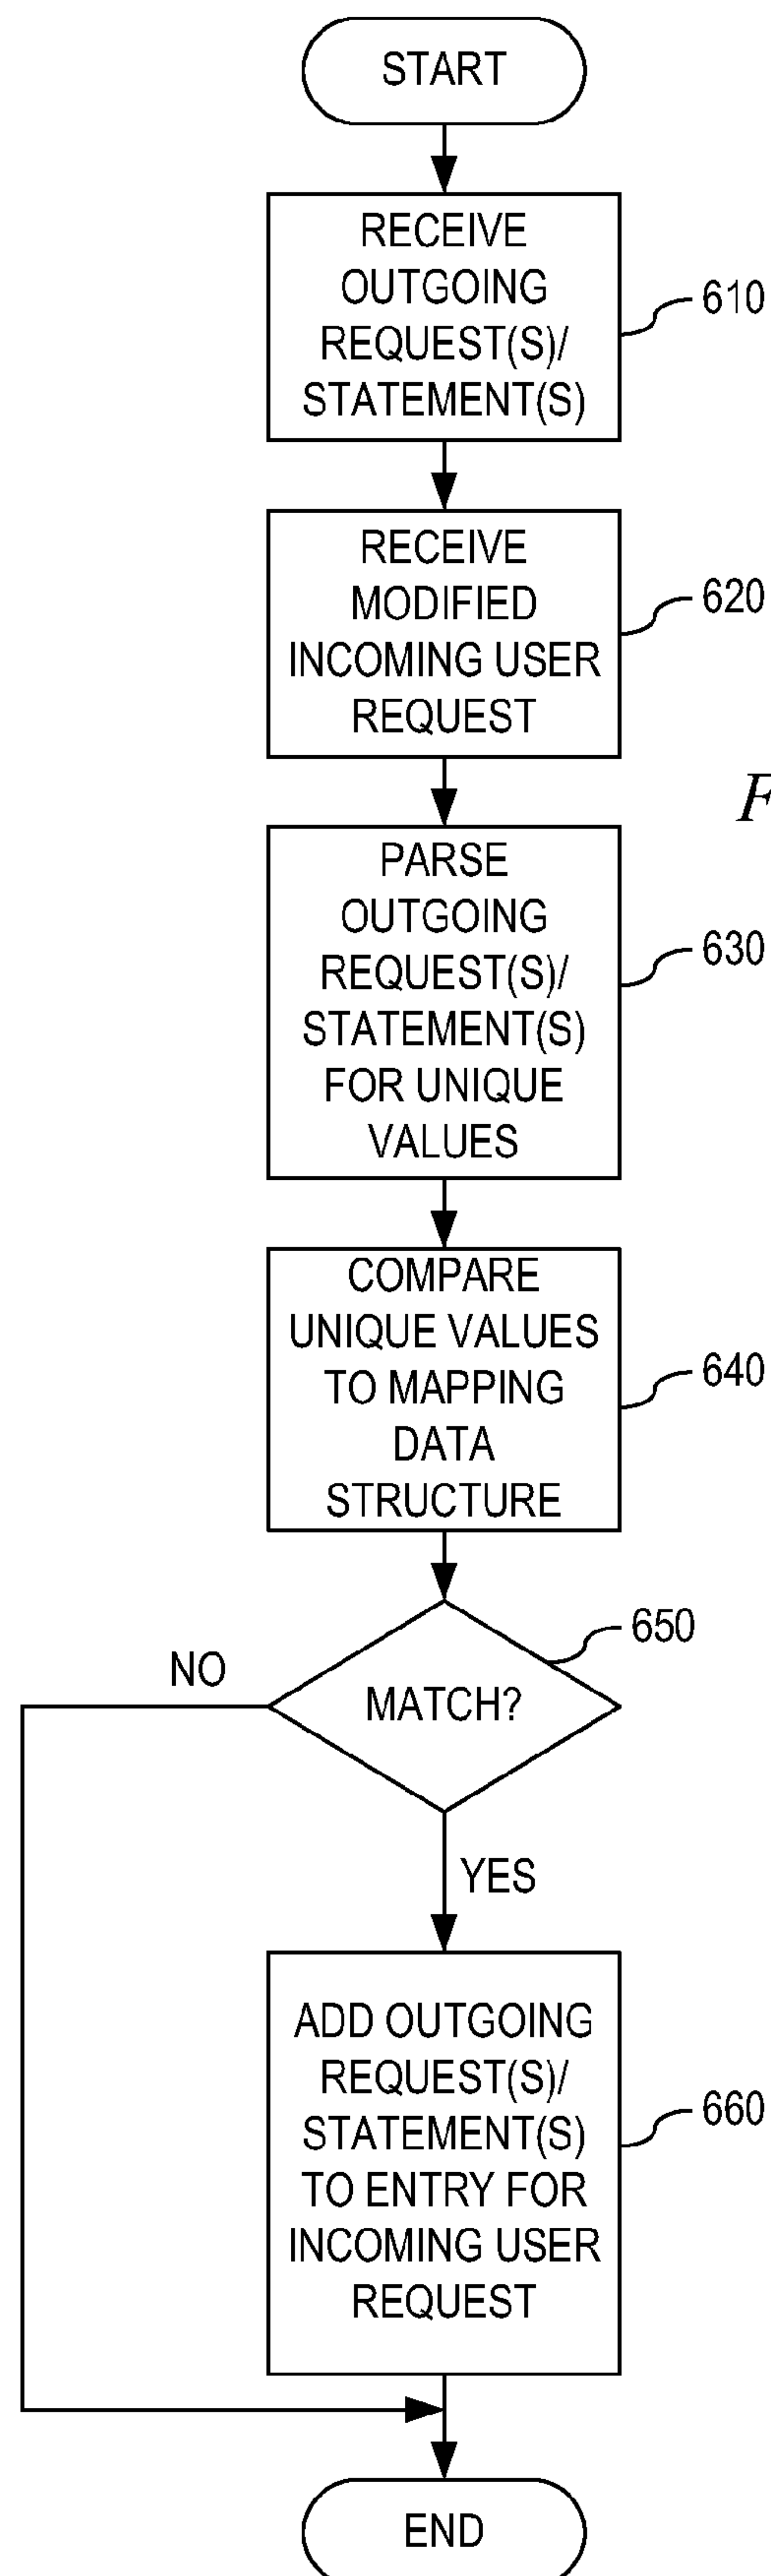 START
RECEIVE
OUTGOING
REQUEST(S)/
STATEMENT(S)
610
RECEIVE
MODIFIED
INCOMING USER
REQUEST
620
F
PARSE
OUTGOING
REQUEST(S)/
STATEMENT(S)
FOR UNIQUE
VALUES
630
COMPARE
UNIQUE VALUES
TO MAPPING
DATA
STRUCTURE
640
650
NO
MATCH?
YES
ADD OUTGOING
REQUEST(S)/
STATEMENT(S)
TO ENTRY FOR
INCOMING USER
REQUEST
660
END